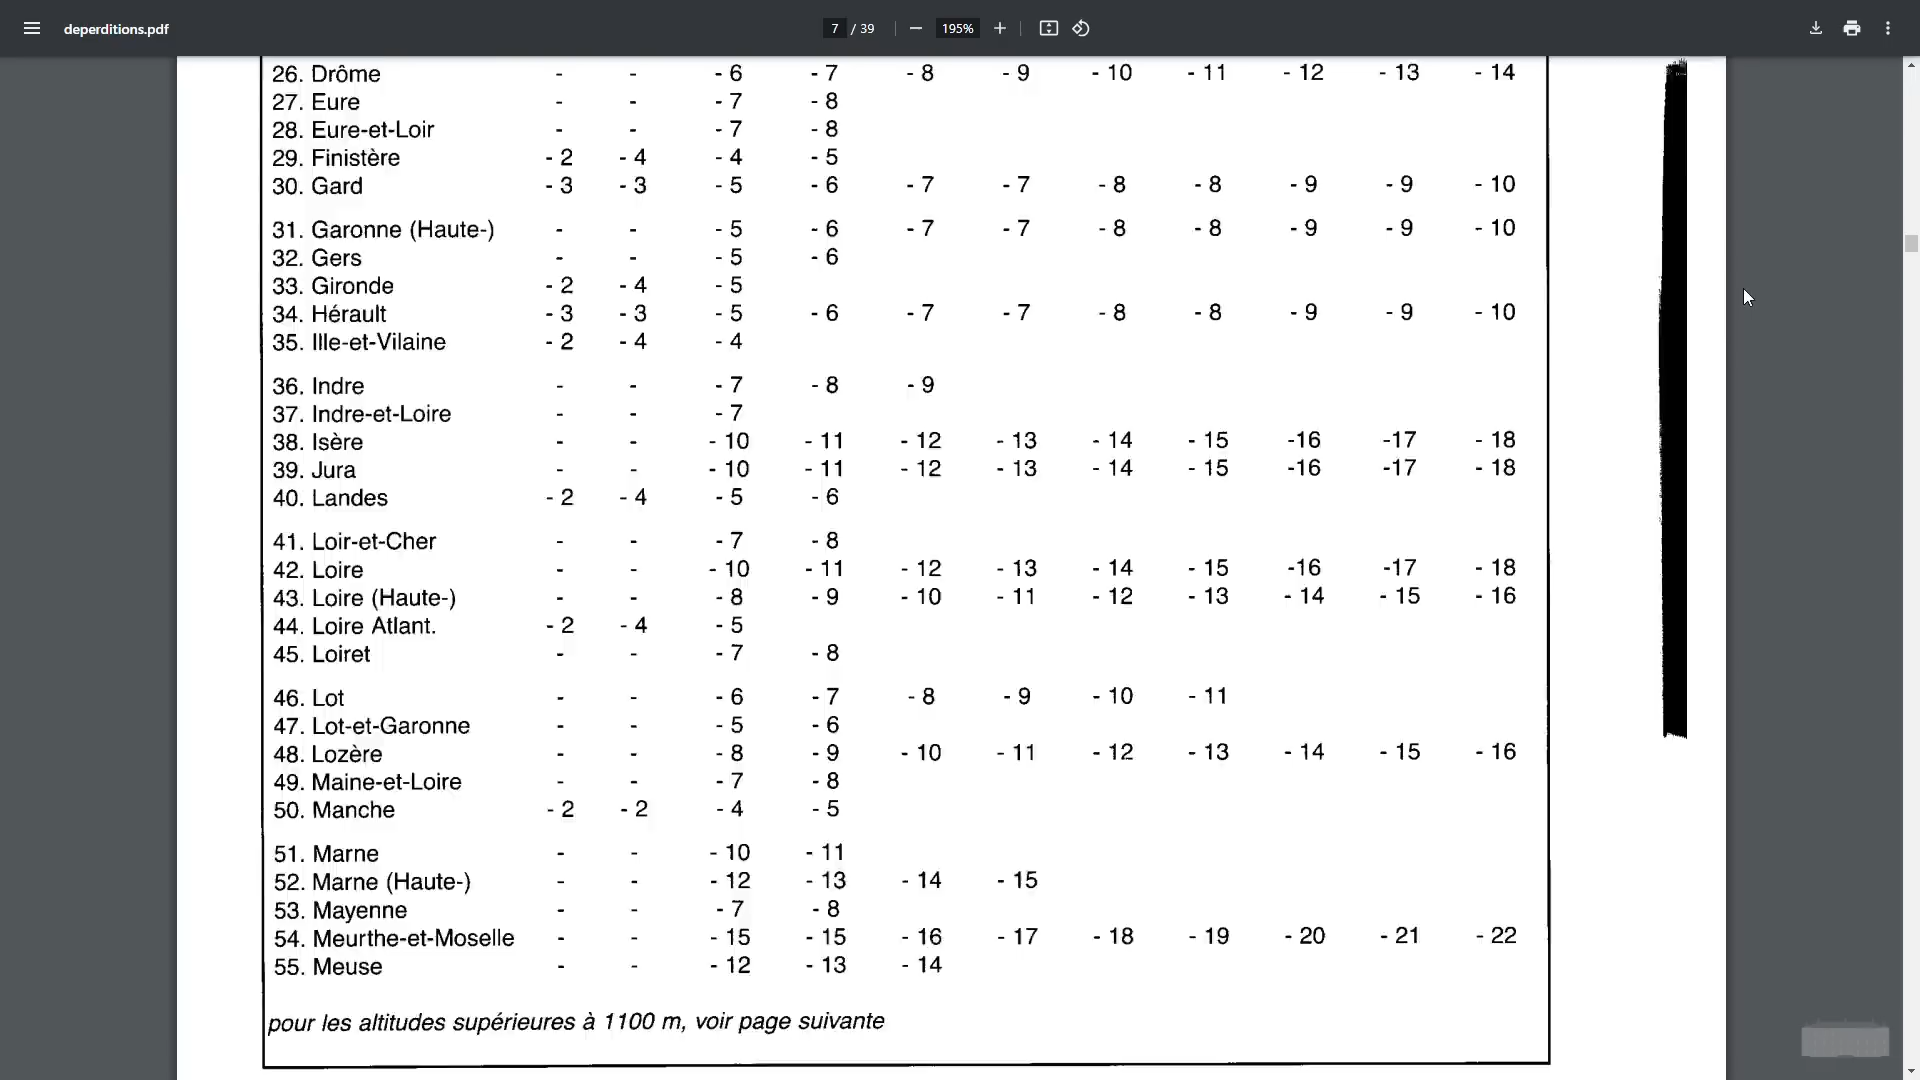 deperditions.pdf
7 / 39
195%
26. Drôme - - - 6 - 7 - 8 - 9 - 10 - 11 - 12 - 13 - 14
27. Eure - - - 7 - 8
28. Eure-et-Loir - - - 7 - 8
29. Finistère - 2 - 4 - 4 - 5
30. Gard - 3 - 3 - 5 - 6 - 7 - 7 - 8 - 8 - 9 - 9 - 10
31. Garonne (Haute-) - - - 5 - 6 - 7 - 7 - 8 - 8 - 9 - 9 - 10
32. Gers - - - 5 - 6
33. Gironde - 2 - 4 - 5
34. Hérault - 3 - 3 - 5 - 6 - 7 - 7 - 8 - 8 - 9 - 9 - 10
35. Ille-et-Vilaine - 2 - 4 - 4
36. Indre - - - 7 - 8 - 9
37. Indre-et-Loire - - - 7
38. Isère - - - 10 - 11 - 12 - 13 - 14 - 15 -16 -17 - 18
39. Jura - - - 10 - 11 - 12 - 13 - 14 - 15 -16 -17 - 18
40. Landes - 2 - 4 - 5 - 6
41. Loir-et-Cher - - - 7 - 8
42. Loire - - - 10 - 11 - 12 - 13 - 14 - 15 -16 -17 - 18
43. Loire (Haute-) - - - 8 - 9 - 10 - 11 - 12 - 13 - 14 - 15 - 16
44. Loire Atlant. - 2 - 4 - 5
45. Loiret - - - 7 - 8
46. Lot - - - 6 - 7 - 8 - 9 - 10 - 11
47. Lot-et-Garonne - - - 5 - 6
48. Lozère - - - 8 - 9 - 10 - 11 - 12 - 13 - 14 - 15 - 16
49. Maine-et-Loire - - - 7 - 8
50. Manche - 2 - 2 - 4 - 5
51. Marne - - - 10 - 11
52. Marne (Haute-) - - - 12 - 13 - 14 - 15
53. Mayenne - - - 7 - 8
54. Meurthe-et-Moselle - - - 15 - 15 - 16 - 17 - 18 - 19 - 20 - 21 - 22
55. Meuse - - - 12 - 13 - 14
pour les altitudes supérieures à 1100 m, voir page suivante